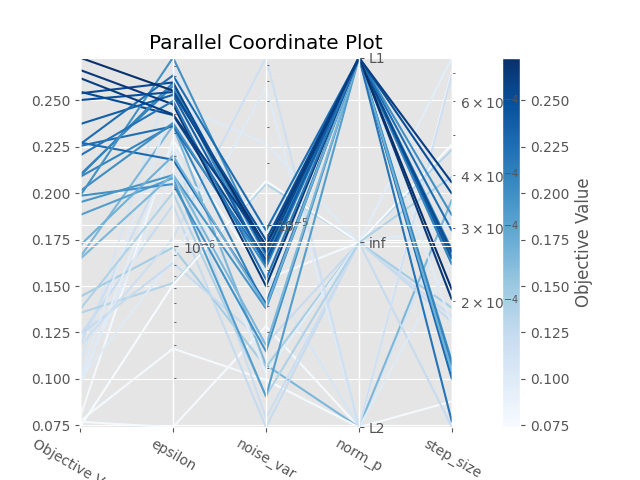 Parallel Coordinate Plot
L1
6 × 10⁻⁴
0.250
0.250
0.225
0.225
4 × 10⁻⁴
0.200
0.200
3 × 10⁻⁴
0.175
10⁻⁶
inf
0.175
0.150
2 × 10⁻⁴
0.150
0.125
0.125
0.100
0.100
0.075
L2
0.075
Objective
epsilon
noise_var
norm_p
step_size
Objective Value